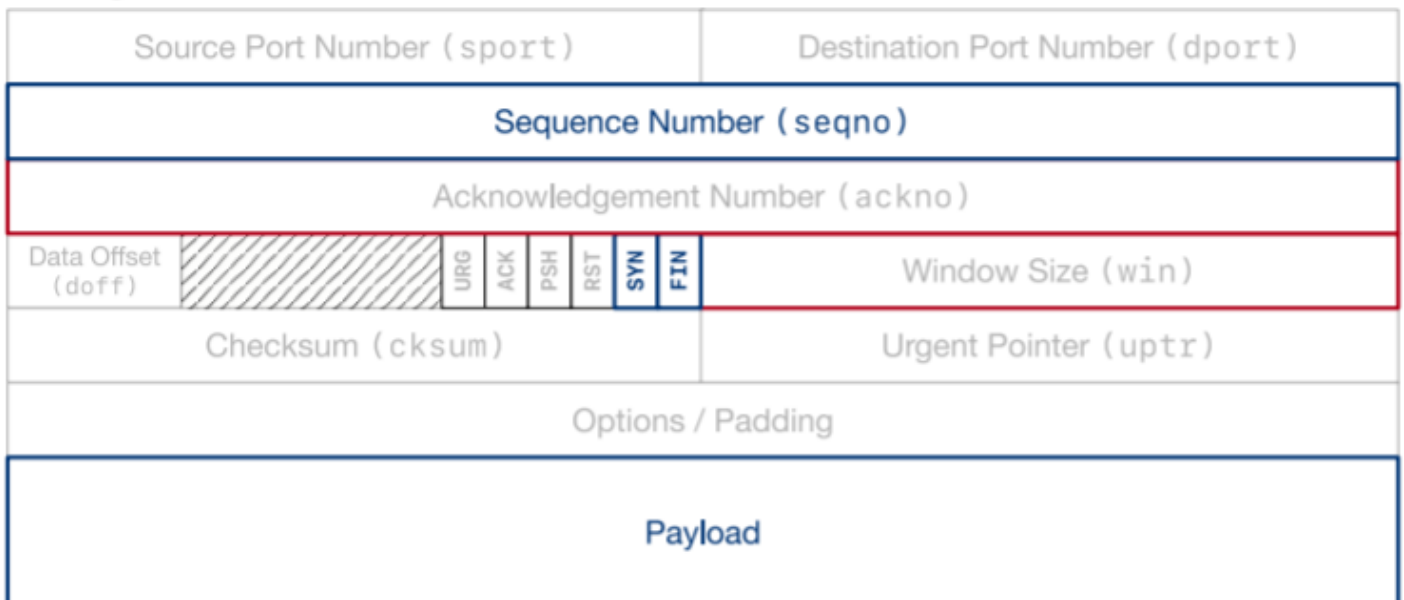 Source Port Number (sport)
Destination Port Number (dport)
Sequence Number (seqno)
Acknowledgement Number (ackno)
Data Offset
(doff)
URG
ACK
PSH
RST
SYN
FIN
Window Size (win)
Checksum (cksum)
Urgent Pointer (uptr)
Options / Padding
Payload